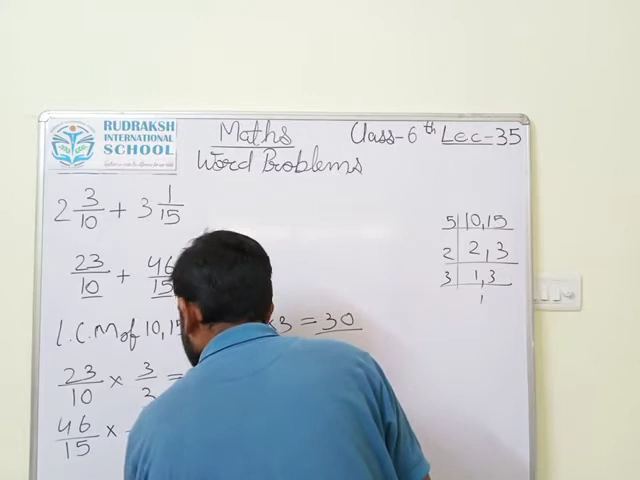 RUDRAKSH
INTERNATIONAL
SCHOOL
Maths
Class-6th Lec-35
Word Problems
2 3/10 + 3 1/15
23/10 + 46/15
L.C.M of 10,15
×3 = 30
23/10 × 3/3 =
46/15 ×
5 | 10,15
2 | 2,3
3 | 1,3
1